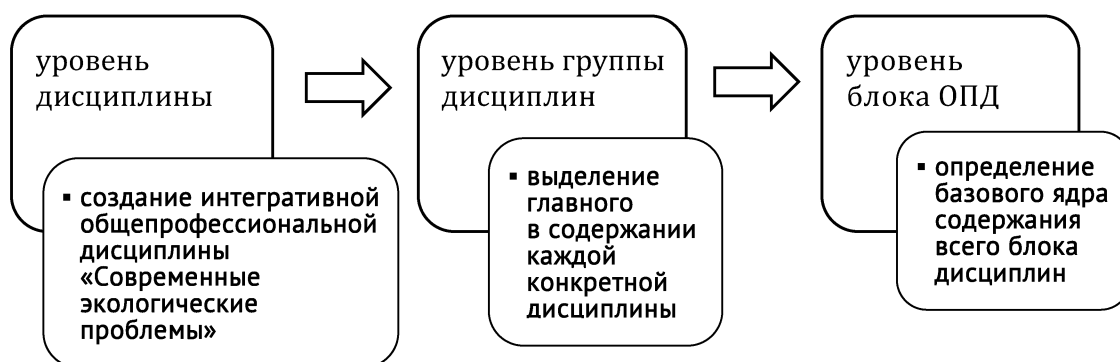 уровень
дисциплины
▪ создание интегративной
общепрофессиональной
дисциплины
«Современные
экологические
проблемы»
уровень группы
дисциплин
▪ выделение
главного
в содержании
каждой
конкретной
дисциплины
уровень
блока ОПД
▪ определение
базового ядра
содержания
всего блока
дисциплин